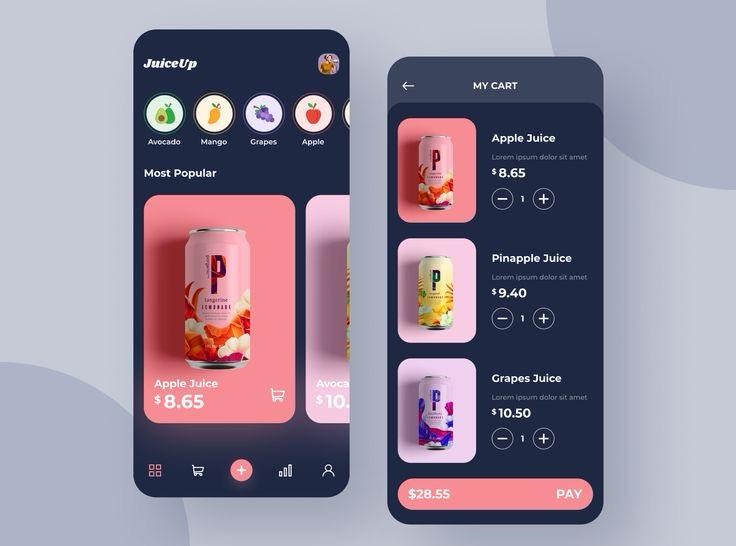 JuiceUp
Avocado
Mango
Grapes
Apple
Most Popular
P
tangerine
LEMONADE
Apple Juice
$8.65
Avoca
$10.
MY CART
P
Apple Juice
Lorem ipsum dolor sit amet
$8.65
1
P
Pinapple Juice
Lorem ipsum dolor sit amet
$9.40
1
P
Grapes Juice
Lorem ipsum dolor sit amet
$10.50
1
$28.55
PAY